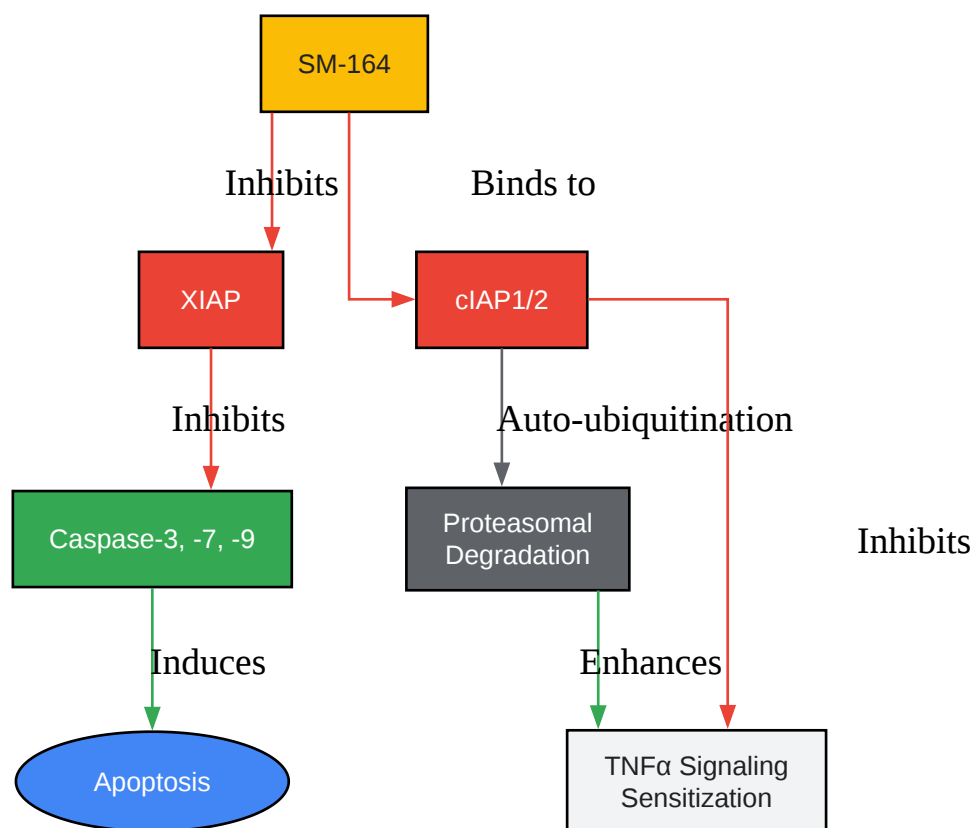 SM-164
Inhibits
Binds to
XIAP
cIAP1/2
Inhibits
Auto-ubiquitination
Caspase-3, -7, -9
Proteasomal
Degradation
Inhibits
Induces
Enhances
Apoptosis
TNFα Signaling
Sensitization